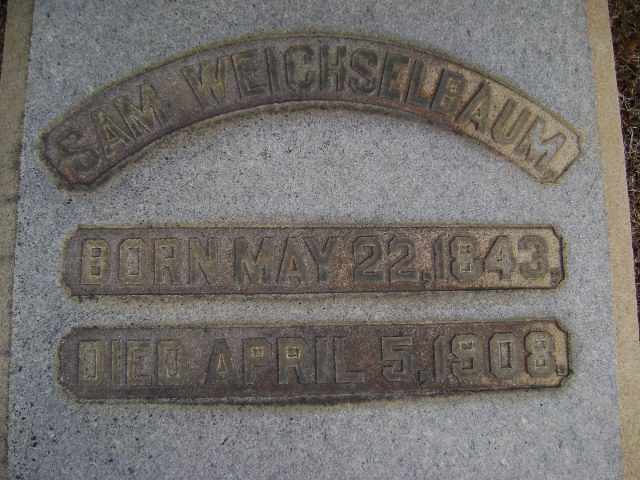 SAM WEICHSELBAUM.
BORN MAY 22, 1843.
DIED APRIL 5, 1908.